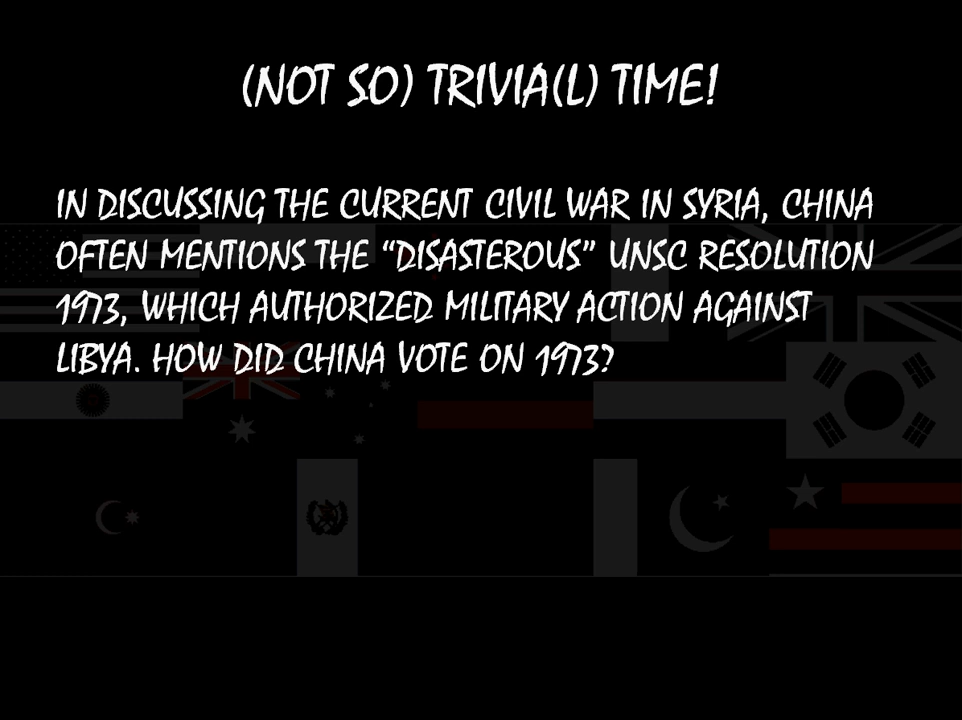 (NOT SO) TRIVIA(L) TIME!
IN DISCUSSING THE CURRENT CIVIL WAR IN SYRIA, CHINA
OFTEN MENTIONS THE “DISASTEROUS” UNSC RESOLUTION
1973, WHICH AUTHORIZED MILITARY ACTION AGAINST
LIBYA. HOW DID CHINA VOTE ON 1973?